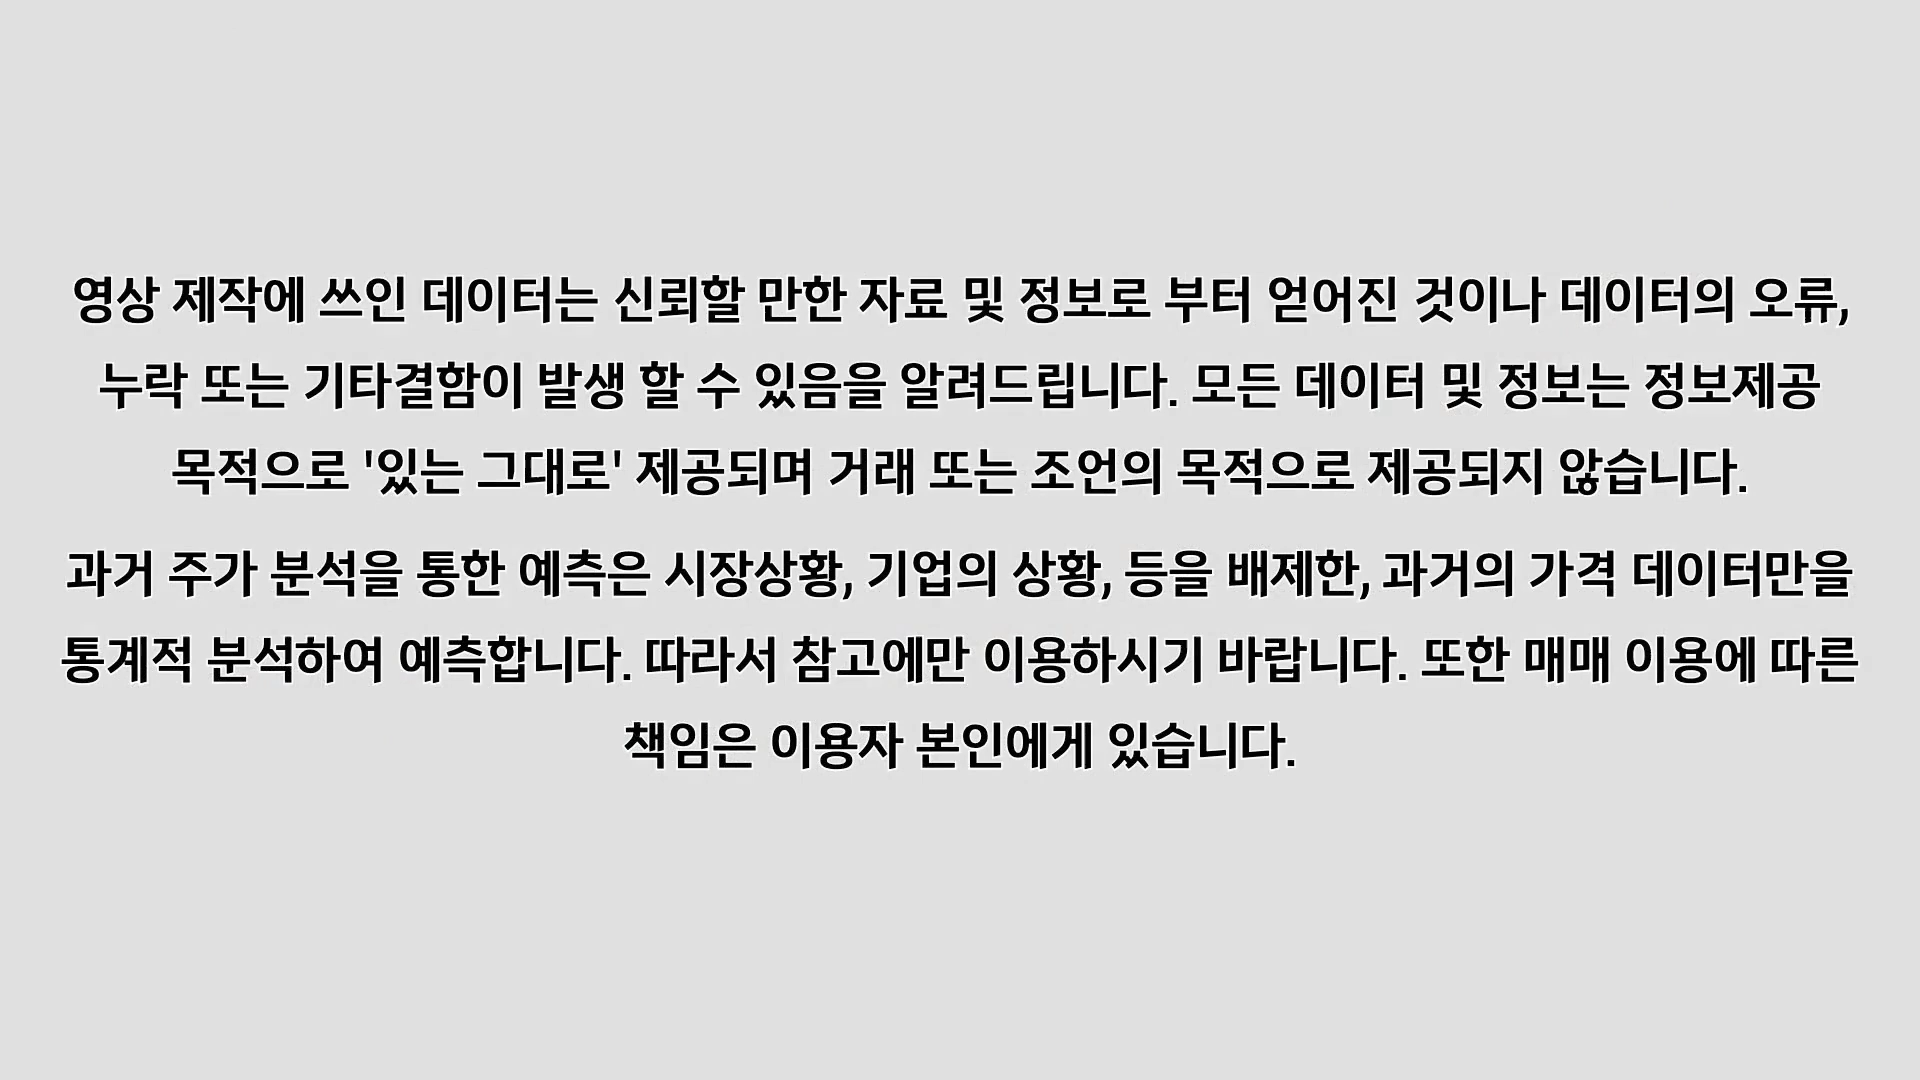 영상 제작에 쓰인 데이터는 신뢰할 만한 자료 및 정보로 부터 얻어진 것이나 데이터의 오류,
누락 또는 기타결함이 발생 할 수 있음을 알려드립니다. 모든 데이터 및 정보는 정보제공
목적으로 '있는 그대로' 제공되며 거래 또는 조언의 목적으로 제공되지 않습니다.
과거 주가 분석을 통한 예측은 시장상황, 기업의 상황, 등을 배제한, 과거의 가격 데이터만을
통계적 분석하여 예측합니다. 따라서 참고에만 이용하시기 바랍니다. 또한 매매 이용에 따른
책임은 이용자 본인에게 있습니다.